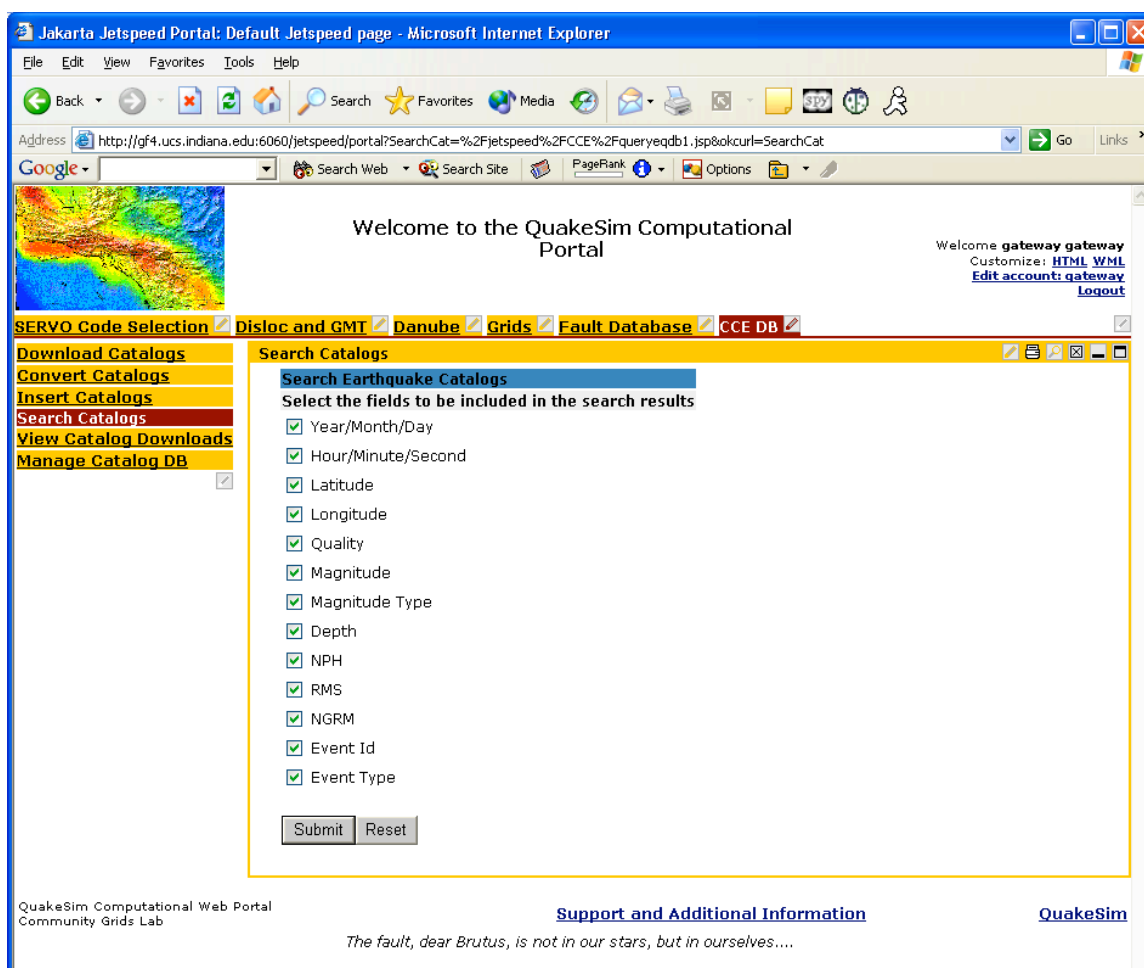 Jakarta Jetspeed Portal: Default Jetspeed page - Microsoft Internet Explorer
File Edit View Favorites Tools Help
Back Search Favorites Media SPY
Address http://gf4.ucs.indiana.edu:6060/jetspeed/portal?SearchCat=%2Fjetspeed%2FCCE%2Fqueryeqdb1.jsp&okcurl=SearchCat Go Links
Google Search Web Search Site PageRank Options
Welcome to the QuakeSim Computational
Portal
Welcome gateway gateway
Customize: HTML WML
Edit account: gateway
Logout
SERVO Code Selection Disloc and GMT Danube Grids Fault Database CCE DB
Download Catalogs
Convert Catalogs
Insert Catalogs
Search Catalogs
View Catalog Downloads
Manage Catalog DB
Search Catalogs
Search Earthquake Catalogs
Select the fields to be included in the search results
Year/Month/Day
Hour/Minute/Second
Latitude
Longitude
Quality
Magnitude
Magnitude Type
Depth
NPH
RMS
NGRM
Event Id
Event Type
Submit Reset
QuakeSim Computational Web Portal
Community Grids Lab
Support and Additional Information
QuakeSim
The fault, dear Brutus, is not in our stars, but in ourselves....